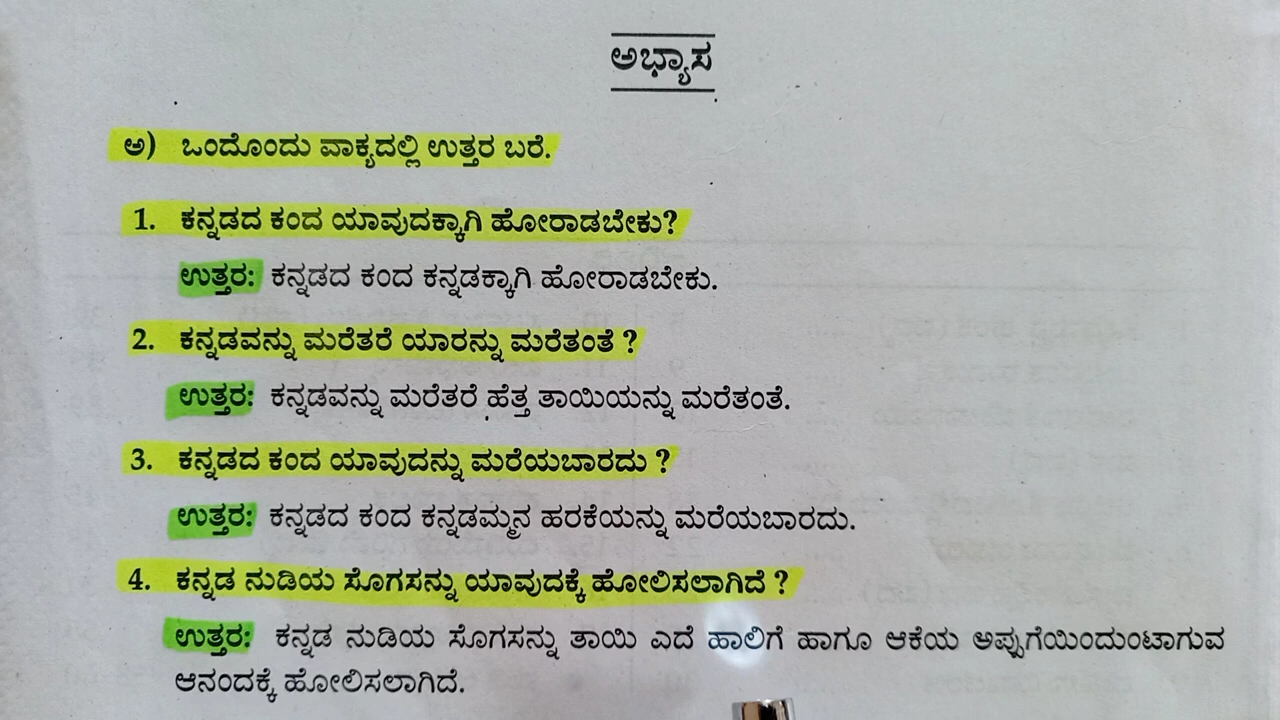 ಅಭ್ಯಾಸ
ಅ) ಒಂದೊಂದು ವಾಕ್ಯದಲ್ಲಿ ಉತ್ತರ ಬರೆ.
1. ಕನ್ನಡದ ಕಂದ ಯಾವುದಕ್ಕಾಗಿ ಹೋರಾಡಬೇಕು?
ಉತ್ತರ: ಕನ್ನಡದ ಕಂದ ಕನ್ನಡಕ್ಕಾಗಿ ಹೋರಾಡಬೇಕು.
2. ಕನ್ನಡವನ್ನು ಮರೆತರೆ ಯಾರನ್ನು ಮರೆತಂತೆ ?
ಉತ್ತರ: ಕನ್ನಡವನ್ನು ಮರೆತರೆ ಹೆತ್ತ ತಾಯಿಯನ್ನು ಮರೆತಂತೆ.
3. ಕನ್ನಡದ ಕಂದ ಯಾವುದನ್ನು ಮರೆಯಬಾರದು ?
ಉತ್ತರ: ಕನ್ನಡದ ಕಂದ ಕನ್ನಡಮ್ಮನ ಹರಕೆಯನ್ನು ಮರೆಯಬಾರದು.
4. ಕನ್ನಡ ನುಡಿಯ ಸೊಗಸನ್ನು ಯಾವುದಕ್ಕೆ ಹೋಲಿಸಲಾಗಿದೆ ?
ಉತ್ತರ: ಕನ್ನಡ ನುಡಿಯ ಸೊಗಸನ್ನು ತಾಯಿ ಎದೆ ಹಾಲಿಗೆ ಹಾಗೂ ಆಕೆಯ ಅಪ್ಪುಗೆಯಿಂದುಂಟಾಗುವ
ಆನಂದಕ್ಕೆ ಹೋಲಿಸಲಾಗಿದೆ.